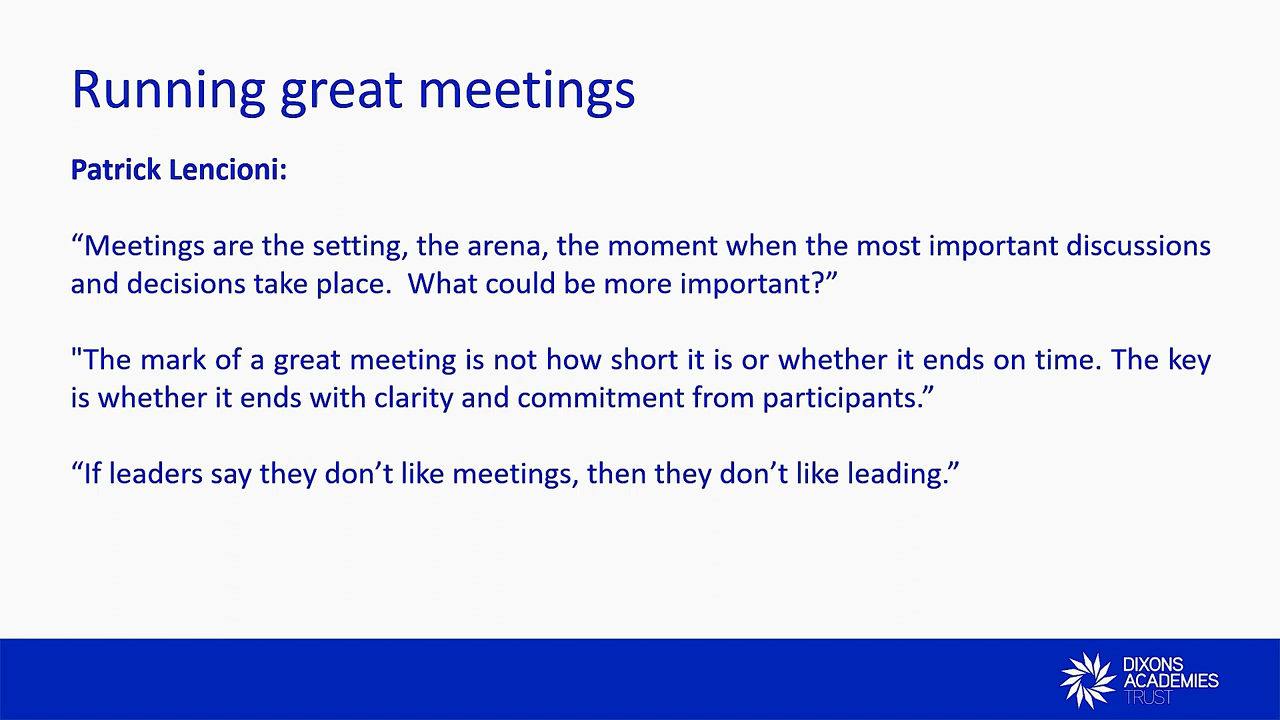 Running great meetings
Patrick Lencioni:
“Meetings are the setting, the arena, the moment when the most important discussions
and decisions take place.  What could be more important?”
"The mark of a great meeting is not how short it is or whether it ends on time. The key
is whether it ends with clarity and commitment from participants.”
“If leaders say they don’t like meetings, then they don’t like leading.”
DIXONS
ACADEMIES
TRUST